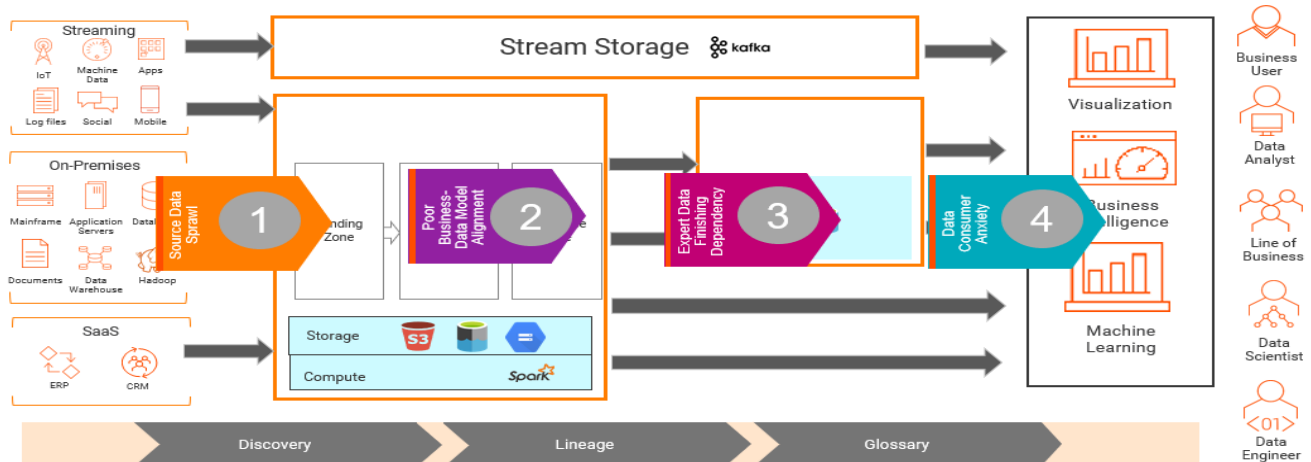 Streaming
IoT
Machine
Data
Apps
Log files
Social
Mobile
On-Premises
Mainframe
Application
Servers
Documents
Data
Warehouse
Hadoop
SaaS
ERP
CRM
Stream Storage kafka
Source Data
Sprawl
1
Zone
Poor
Business-
Data Model
Alignment
2
Expert Data
Finishing
Dependency
3
Data
Consumer
Anxiety
4
Storage
S3
Compute
Spark
Visualization
Business
Machine
Learning
Business
User
Data
Analyst
Line of
Business
Data
Scientist
<01>
Data
Engineer
Discovery
Lineage
Glossary